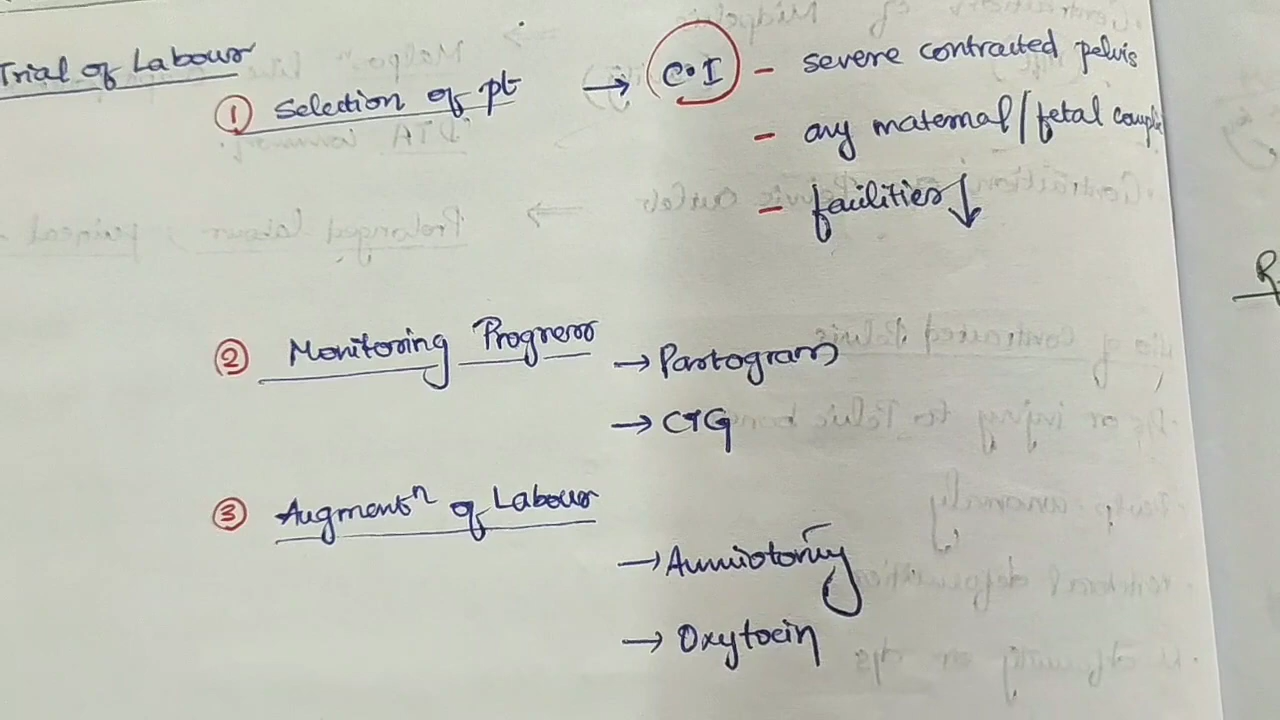 Trial of Labour
① Selection of pt → C.I - severe contracted pelvis
- any maternal/fetal compli
- facilities ↓
② Monitoring Progress → Partogram
→ CTG
③ Augmentⁿ of Labour
→ Amniotomy
→ Oxytocin